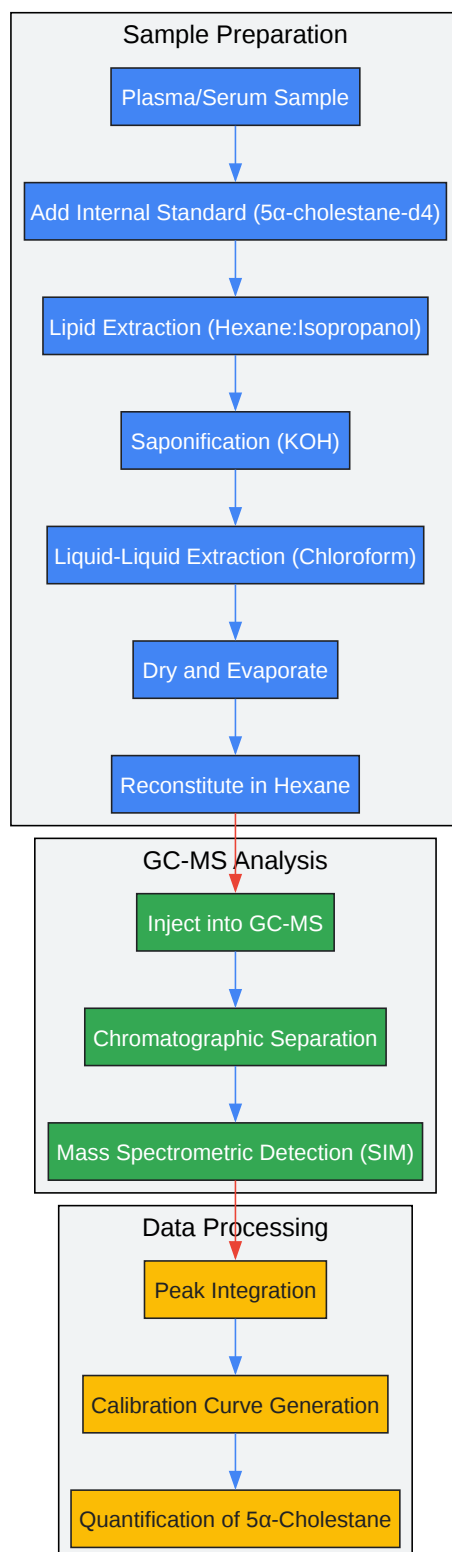 Sample Preparation
Plasma/Serum Sample
Add Internal Standard (5α-cholestane-d4)
Lipid Extraction (Hexane:Isopropanol)
Saponification (KOH)
Liquid-Liquid Extraction (Chloroform)
Dry and Evaporate
Reconstitute in Hexane
GC-MS Analysis
Inject into GC-MS
Chromatographic Separation
Mass Spectrometric Detection (SIM)
Data Processing
Peak Integration
Calibration Curve Generation
Quantification of 5α-Cholestane